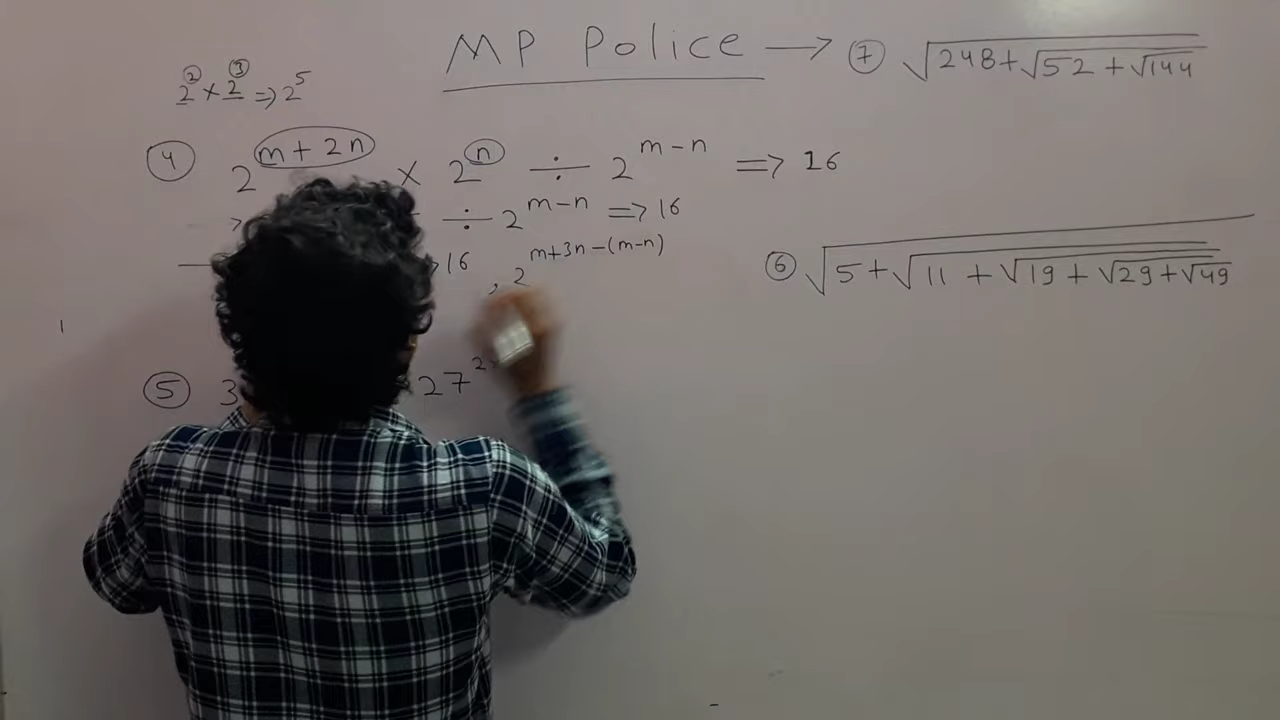 MP Police →
⑦ √(248+√(52+√144))
2² × 2³ ⇒ 2⁵
④ 2^(m+2n) × 2^n ÷ 2^(m-n) ⇒ 16
÷ 2^(m-n) ⇒ 16
16 , 2^(m+3n-(m-n))
⑥ √(5+√(11+√(19+√(29+√49))))
⑤ 3 27^2